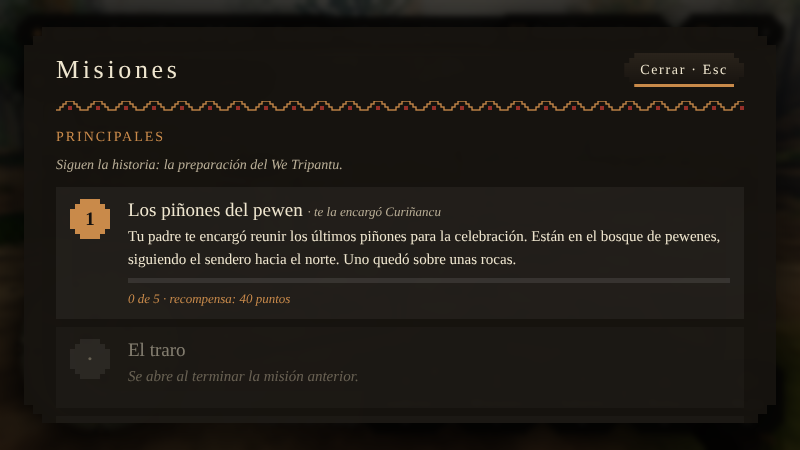 Misiones
Cerrar · Esc
PRINCIPALES
Siguen la historia: la preparación del We Tripantu.
1
Los piñones del pewen · te la encargó Curiñancu
Tu padre te encargó reunir los últimos piñones para la celebración. Están en el bosque de pewenes,
siguiendo el sendero hacia el norte. Uno quedó sobre unas rocas.
0 de 5 · recompensa: 40 puntos
El traro
Se abre al terminar la misión anterior.